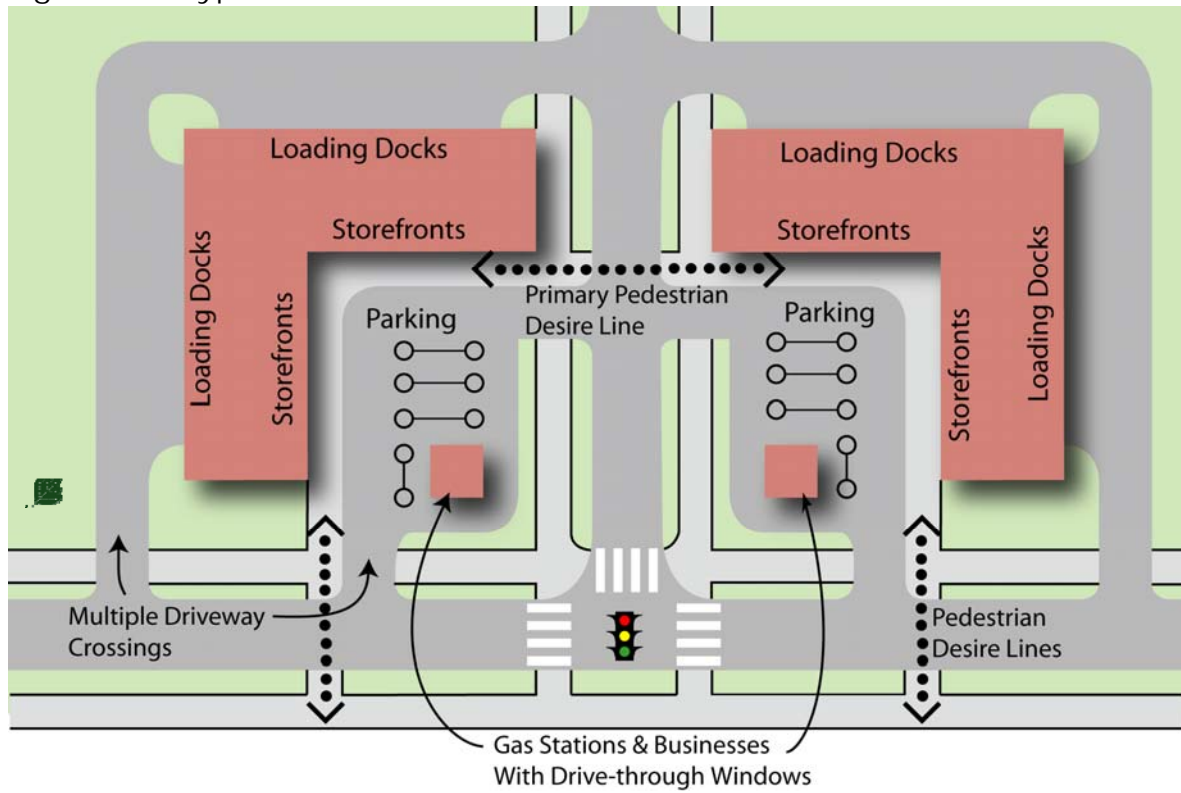 Loading Docks
Loading Docks
Storefronts
Storefronts
Loading Docks
Storefronts
Storefronts
Loading Docks
Primary Pedestrian
Desire Line
Parking
Parking
Multiple Driveway
Crossings
Pedestrian
Desire Lines
Gas Stations & Businesses
With Drive-through Windows